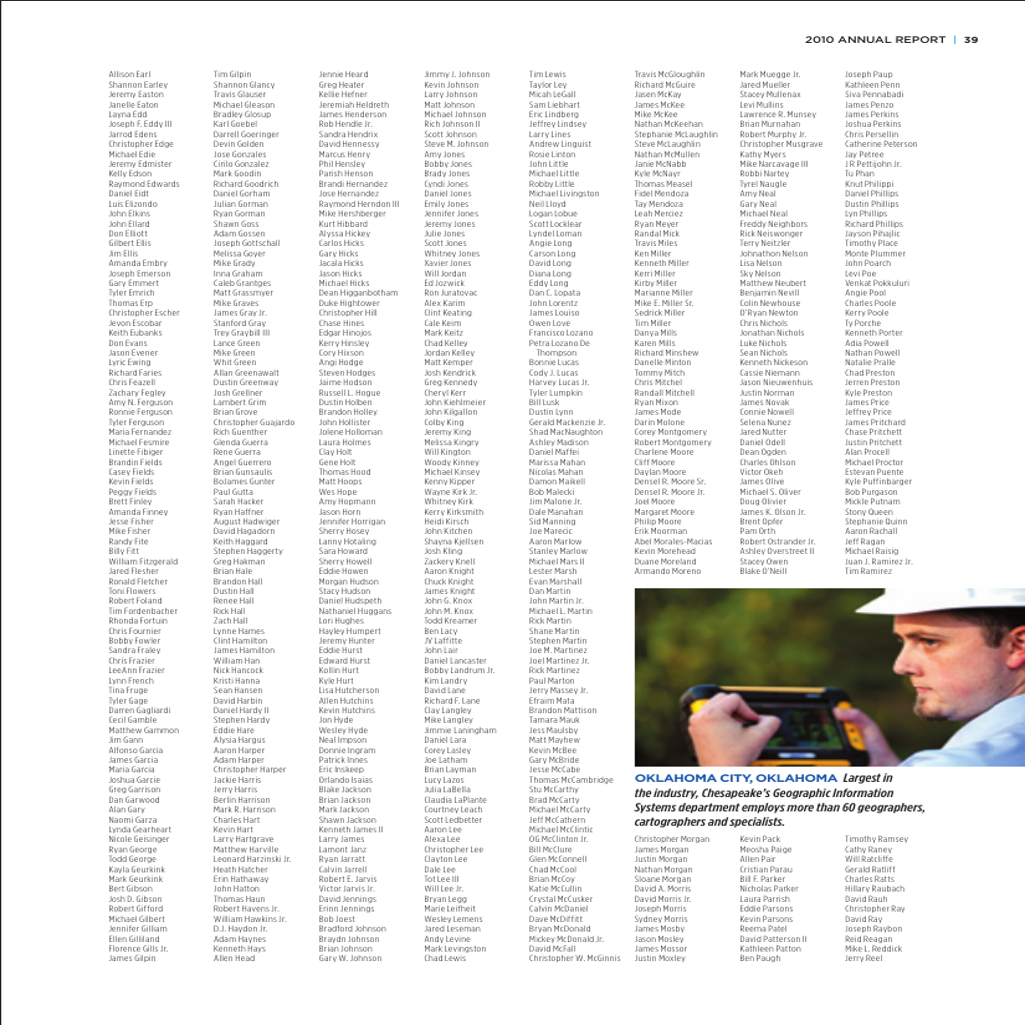 2010 ANNUAL REPORT | 39
Allison Earl
Shannon Earley
Jeremy Easton
Janelle Eaton
Layna Edd
Joseph F. Eddy III
Jarrod Edens
Christopher Edge
Michael Edie
Jeremy Edmister
Kelly Edson
Raymond Edwards
Daniel Eidt
Luis Elizondo
John Elkins
John Ellard
Don Elliott
Gilbert Ellis
Jim Ellis
Amanda Embry
Joseph Emerson
Gary Emmert
Tyler Emrich
Thomas Erp
Christopher Escher
Jevon Escobar
Keith Eubanks
Don Evans
Jason Evener
Lyric Ewing
Richard Faries
Chris Feazell
Zachary Fegley
Amy N. Ferguson
Ronnie Ferguson
Tyler Ferguson
Maria Fernandez
Michael Fesmire
Linette Fibiger
Brandin Fields
Casey Fields
Kevin Fields
Peggy Fields
Brett Finley
Amanda Finney
Jesse Fisher
Mike Fisher
Randy Fite
Billy Fitt
William Fitzgerald
Jared Flesher
Ronald Fletcher
Toni Flowers
Robert Foland
Tim Fordenbacher
Rhonda Fortuin
Chris Fournier
Bobby Fowler
Sandra Fraley
Chris Frazier
LeeAnn Frazier
Lynn French
Tina Fruge
Tyler Gage
Darren Gagliardi
Cecil Gamble
Matthew Gammon
Jim Gann
Alfonso Garcia
James Garcia
Maria Garcia
Joshua Garcie
Greg Garrison
Dan Garwood
Alan Gary
Naomi Garza
Lynda Gearheart
Nicole Geisinger
Ryan George
Todd George
Kayla Geurkink
Mark Geurkink
Bert Gibson
Josh D. Gibson
Robert Gifford
Michael Gilbert
Jennifer Gilliam
Ellen Gilliland
Florence Gills Jr.
James Gilpin
Tim Gilpin
Shannon Glancy
Travis Glauser
Michael Gleason
Bradley Glosup
Karl Goebel
Darrell Goeringer
Devin Golden
Jose Gonzales
Cirilo Gonzalez
Mark Goodin
Richard Goodrich
Daniel Gorham
Julian Gorman
Ryan Gorman
Shawn Goss
Adam Gossen
Joseph Gottschall
Melissa Goyer
Mike Grady
Inna Graham
Caleb Grantges
Matt Grassmyer
Mike Graves
James Gray Jr.
Stanford Gray
Trey Graybill III
Lance Green
Mike Green
Whit Green
Allan Greenawalt
Dustin Greenway
Josh Grellner
Lambert Grim
Brian Grove
Christopher Guajardo
Rich Guenther
Glenda Guerra
Rene Guerra
Angel Guerrero
Brian Gunsaulis
BoJames Gunter
Paul Gutta
Sarah Hacker
Ryan Haffner
August Hadwiger
David Hagadorn
Keith Haggard
Stephen Haggerty
Greg Hakman
Brian Hale
Brandon Hall
Dustin Hall
Renee Hall
Rick Hall
Zach Hall
Lynne Hames
Clint Hamilton
James Hamilton
William Han
Nick Hancock
Kristi Hanna
Sean Hansen
David Harbin
Daniel Hardy II
Stephen Hardy
Eddie Hare
Alysia Hargus
Aaron Harper
Adam Harper
Christopher Harper
Jackie Harris
Jerry Harris
Berlin Harrison
Mark R. Harrison
Charles Hart
Kevin Hart
Larry Hartgrave
Matthew Harville
Leonard Harzinski Jr.
Heath Hatcher
Erin Hathaway
John Hatton
Thomas Haun
Robert Havens Jr.
William Hawkins Jr.
D.J. Haydon Jr.
Adam Haynes
Kenneth Hays
Allen Head
Jennie Heard
Greg Heater
Kellie Hefner
Jeremiah Heldreth
James Henderson
Rob Hendle Jr.
Sandra Hendrix
David Hennessy
Marcus Henry
Phil Hensley
Parish Henson
Brandi Hernandez
Jose Hernandez
Raymond Herndon III
Mike Hershberger
Kurt Hibbard
Alyssa Hickey
Carlos Hicks
Gary Hicks
Jacala Hicks
Jason Hicks
Michael Hicks
Dean Higganbotham
Duke Hightower
Christopher Hill
Chase Hines
Edgar Hinojos
Kerry Hinsley
Cory Hixson
Angi Hodge
Steven Hodges
Jaime Hodson
Russell L. Hogue
Dustin Holben
Brandon Holley
John Hollister
Jolene Holloman
Laura Holmes
Clay Holt
Gene Holt
Thomas Hood
Matt Hoops
Wes Hope
Amy Hopmann
Jason Horn
Jennifer Horrigan
Sherry Hosey
Lanny Hotaling
Sara Howard
Sherry Howell
Eddie Howen
Morgan Hudson
Stacy Hudson
Daniel Hudspeth
Nathaniel Huggans
Lori Hughes
Hayley Humpert
Jeremy Hunter
Eddie Hurst
Edward Hurst
Kollin Hurt
Kyle Hurt
Lisa Hutcherson
Allen Hutchins
Kevin Hutchins
Jon Hyde
Wesley Hyde
Neal Impson
Donnie Ingram
Patrick Innes
Eric Inskeep
Orlando Isaias
Blake Jackson
Brian Jackson
Mark Jackson
Shawn Jackson
Kenneth James II
Larry James
Lamont Janz
Ryan Jarratt
Calvin Jarrell
Robert E. Jarvis
Victor Jarvis Jr.
David Jennings
Erinn Jennings
Bob Joest
Bradford Johnson
Braydn Johnson
Brian Johnson
Gary W. Johnson
Jimmy J. Johnson
Kevin Johnson
Larry Johnson
Matt Johnson
Michael Johnson
Rich Johnson II
Scott Johnson
Steve M. Johnson
Amy Jones
Bobby Jones
Brady Jones
Cyndi Jones
Daniel Jones
Emily Jones
Jennifer Jones
Jeremy Jones
Julie Jones
Scott Jones
Whitney Jones
Xavier Jones
Will Jordan
Ed Jozwick
Ron Juratovac
Alex Karim
Clint Keating
Cale Keim
Mark Keitz
Chad Kelley
Jordan Kelley
Matt Kemper
Josh Kendrick
Greg Kennedy
Cheryl Kerr
John Kiehlmeier
John Kilgallon
Colby King
Jeremy King
Melissa Kingry
Will Kington
Woody Kinney
Michael Kinsey
Kenny Kipper
Wayne Kirk Jr.
Whitney Kirk
Kerry Kirksmith
Heidi Kirsch
John Kitchen
Shayna Kjellsen
Josh Kling
Zackery Knell
Aaron Knight
Chuck Knight
James Knight
John G. Knox
John M. Knox
Todd Kreamer
Ben Lacy
JV Laffitte
John Lair
Daniel Lancaster
Bobby Landrum Jr.
Kim Landry
David Lane
Richard F. Lane
Clay Langley
Mike Langley
Jimmie Laningham
Daniel Lara
Corey Lasley
Joe Latham
Brian Layman
Lucy Lazos
Julia LaBella
Claudia LaPlante
Courtney Leach
Scott Ledbetter
Aaron Lee
Alexa Lee
Christopher Lee
Clayton Lee
Dale Lee
Tot Lee III
Will Lee Jr.
Bryan Legg
Marie Leifheit
Wesley Lemens
Jared Leseman
Andy Levine
Mark Levingston
Chad Lewis
Tim Lewis
Taylor Ley
Micah LeGall
Sam Liebhart
Eric Lindberg
Jeffrey Lindsey
Larry Lines
Andrew Linguist
Rosie Linton
John Little
Michael Little
Robby Little
Michael Livingston
Neil Lloyd
Logan Lobue
Scott Locklear
Lyndel Loman
Angie Long
Carson Long
David Long
Diana Long
Eddy Long
Dan C. Lopata
John Lorentz
James Louiso
Owen Love
Francisco Lozano
Petra Lozano De
Thompson
Bonnie Lucas
Cody J. Lucas
Harvey Lucas Jr.
Tyler Lumpkin
Bill Lusk
Dustin Lynn
Gerald Mackenzie Jr.
Shad MacNaughton
Ashley Madison
Daniel Maffei
Marissa Mahan
Nicolas Mahan
Damon Maikell
Bob Malecki
Jim Malone Jr.
Dale Manahan
Sid Manning
Joe Marecic
Aaron Marlow
Stanley Marlow
Michael Mars II
Lester Marsh
Evan Marshall
Dan Martin
John Martin Jr.
Michael L. Martin
Rick Martin
Shane Martin
Stephen Martin
Joe M. Martinez
Joel Martinez Jr.
Rick Martinez
Paul Marton
Jerry Massey Jr.
Efraim Mata
Brandon Mattison
Tamara Mauk
Jess Maulsby
Matt Mayhew
Kevin McBee
Gary McBride
Jesse McCabe
Thomas McCambridge
Stu McCarthy
Brad McCarty
Michael McCarty
Jeff McCathern
Michael McClintic
OG McClinton Jr.
Bill McClure
Glen McConnell
Chad McCool
Brian McCoy
Katie McCullin
Crystal McCusker
Calvin McDaniel
Dave McDiffitt
Bryan McDonald
Mickey McDonald Jr.
David McFall
Christopher W. McGinnis
Travis McGloughlin
Richard McGuire
Jasen McKay
James McKee
Mike McKee
Nathan McKeehan
Stephanie McLaughlin
Steve McLaughlin
Nathan McMullen
Janie McNabb
Kyle McNayr
Thomas Measel
Fidel Mendoza
Tay Mendoza
Leah Merciez
Ryan Meyer
Randal Mick
Travis Miles
Ken Miller
Kenneth Miller
Kerri Miller
Kirby Miller
Marianne Miller
Mike E. Miller Sr.
Sedrick Miller
Tim Miller
Danya Mills
Karen Mills
Richard Minshew
Danelle Minton
Tommy Mitch
Chris Mitchel
Randall Mitchell
Ryan Mixon
James Mode
Darin Molone
Corey Montgomery
Robert Montgomery
Charlene Moore
Cliff Moore
Daylan Moore
Densel R. Moore Sr.
Densel R. Moore Jr.
Joel Moore
Margaret Moore
Philip Moore
Erik Moorman
Abel Morales-Macias
Kevin Morehead
Duane Moreland
Armando Moreno
Mark Muegge Jr.
Jared Mueller
Stacey Mullenax
Levi Mullins
Lawrence R. Munsey
Brian Murnahan
Robert Murphy Jr.
Christopher Musgrave
Kathy Myers
Mike Narcavage III
Robbi Nartey
Tyrel Naugle
Amy Neal
Gary Neal
Michael Neal
Freddy Neighbors
Rick Neiswonger
Terry Neitzler
Johnathon Nelson
Lisa Nelson
Sky Nelson
Matthew Neubert
Benjamin Nevill
Colin Newhouse
O'Ryan Newton
Chris Nichols
Jonathan Nichols
Luke Nichols
Sean Nichols
Kenneth Nickeson
Cassie Niemann
Jason Nieuwenhuis
Justin Norman
James Novak
Connie Nowell
Selena Nunez
Jared Nutter
Daniel Odell
Dean Ogden
Charles Ohlson
Victor Okeh
James Olive
Michael S. Oliver
Doug Olivier
James K. Olson Jr.
Brent Opfer
Pam Orth
Robert Ostrander Jr.
Ashley Overstreet II
Stacey Owen
Blake O'Neill
Joseph Paup
Kathleen Penn
Siva Pennabadi
James Penzo
James Perkins
Joshua Perkins
Chris Persellin
Catherine Peterson
Jay Petree
J R Pettijohn Jr.
Tu Phan
Knut Philippi
Daniel Phillips
Dustin Phillips
Lyn Phillips
Richard Phillips
Jayson Pihajlic
Timothy Place
Monte Plummer
John Poarch
Levi Poe
Venkat Pokkuluri
Angie Pool
Charles Poole
Kerry Poole
Ty Porche
Kenneth Porter
Adia Powell
Nathan Powell
Natalie Pralle
Chad Preston
Jerren Preston
Kyle Preston
James Price
Jeffrey Price
James Pritchard
Chase Pritchett
Justin Pritchett
Alan Procell
Michael Proctor
Estevan Puente
Kyle Puffinbarger
Bob Purgason
Mickle Putnam
Stony Queen
Stephanie Quinn
Aaron Rachall
Jeff Ragan
Michael Raisig
Juan J. Ramirez Jr.
Tim Ramirez
OKLAHOMA CITY, OKLAHOMA Largest in
the industry, Chesapeake's Geographic Information
Systems department employs more than 60 geographers,
cartographers and specialists.
Christopher Morgan
James Morgan
Justin Morgan
Nathan Morgan
Sloane Morgan
David A. Morris
David Morris Jr.
Joseph Morris
Sydney Morris
James Mosby
Jason Mosley
James Mossor
Justin Moxley
Kevin Pack
Meosha Paige
Allen Pair
Cristian Parau
Bill F. Parker
Nicholas Parker
Laura Parrish
Eddie Parsons
Kevin Parsons
Reema Patel
David Patterson II
Kathleen Patton
Ben Paugh
Timothy Ramsey
Cathy Raney
Will Ratcliffe
Gerald Ratliff
Charles Ratts
Hillary Raubach
David Rauh
Christopher Ray
David Ray
Joseph Raybon
Reid Reagan
Mike L. Reddick
Jerry Reel